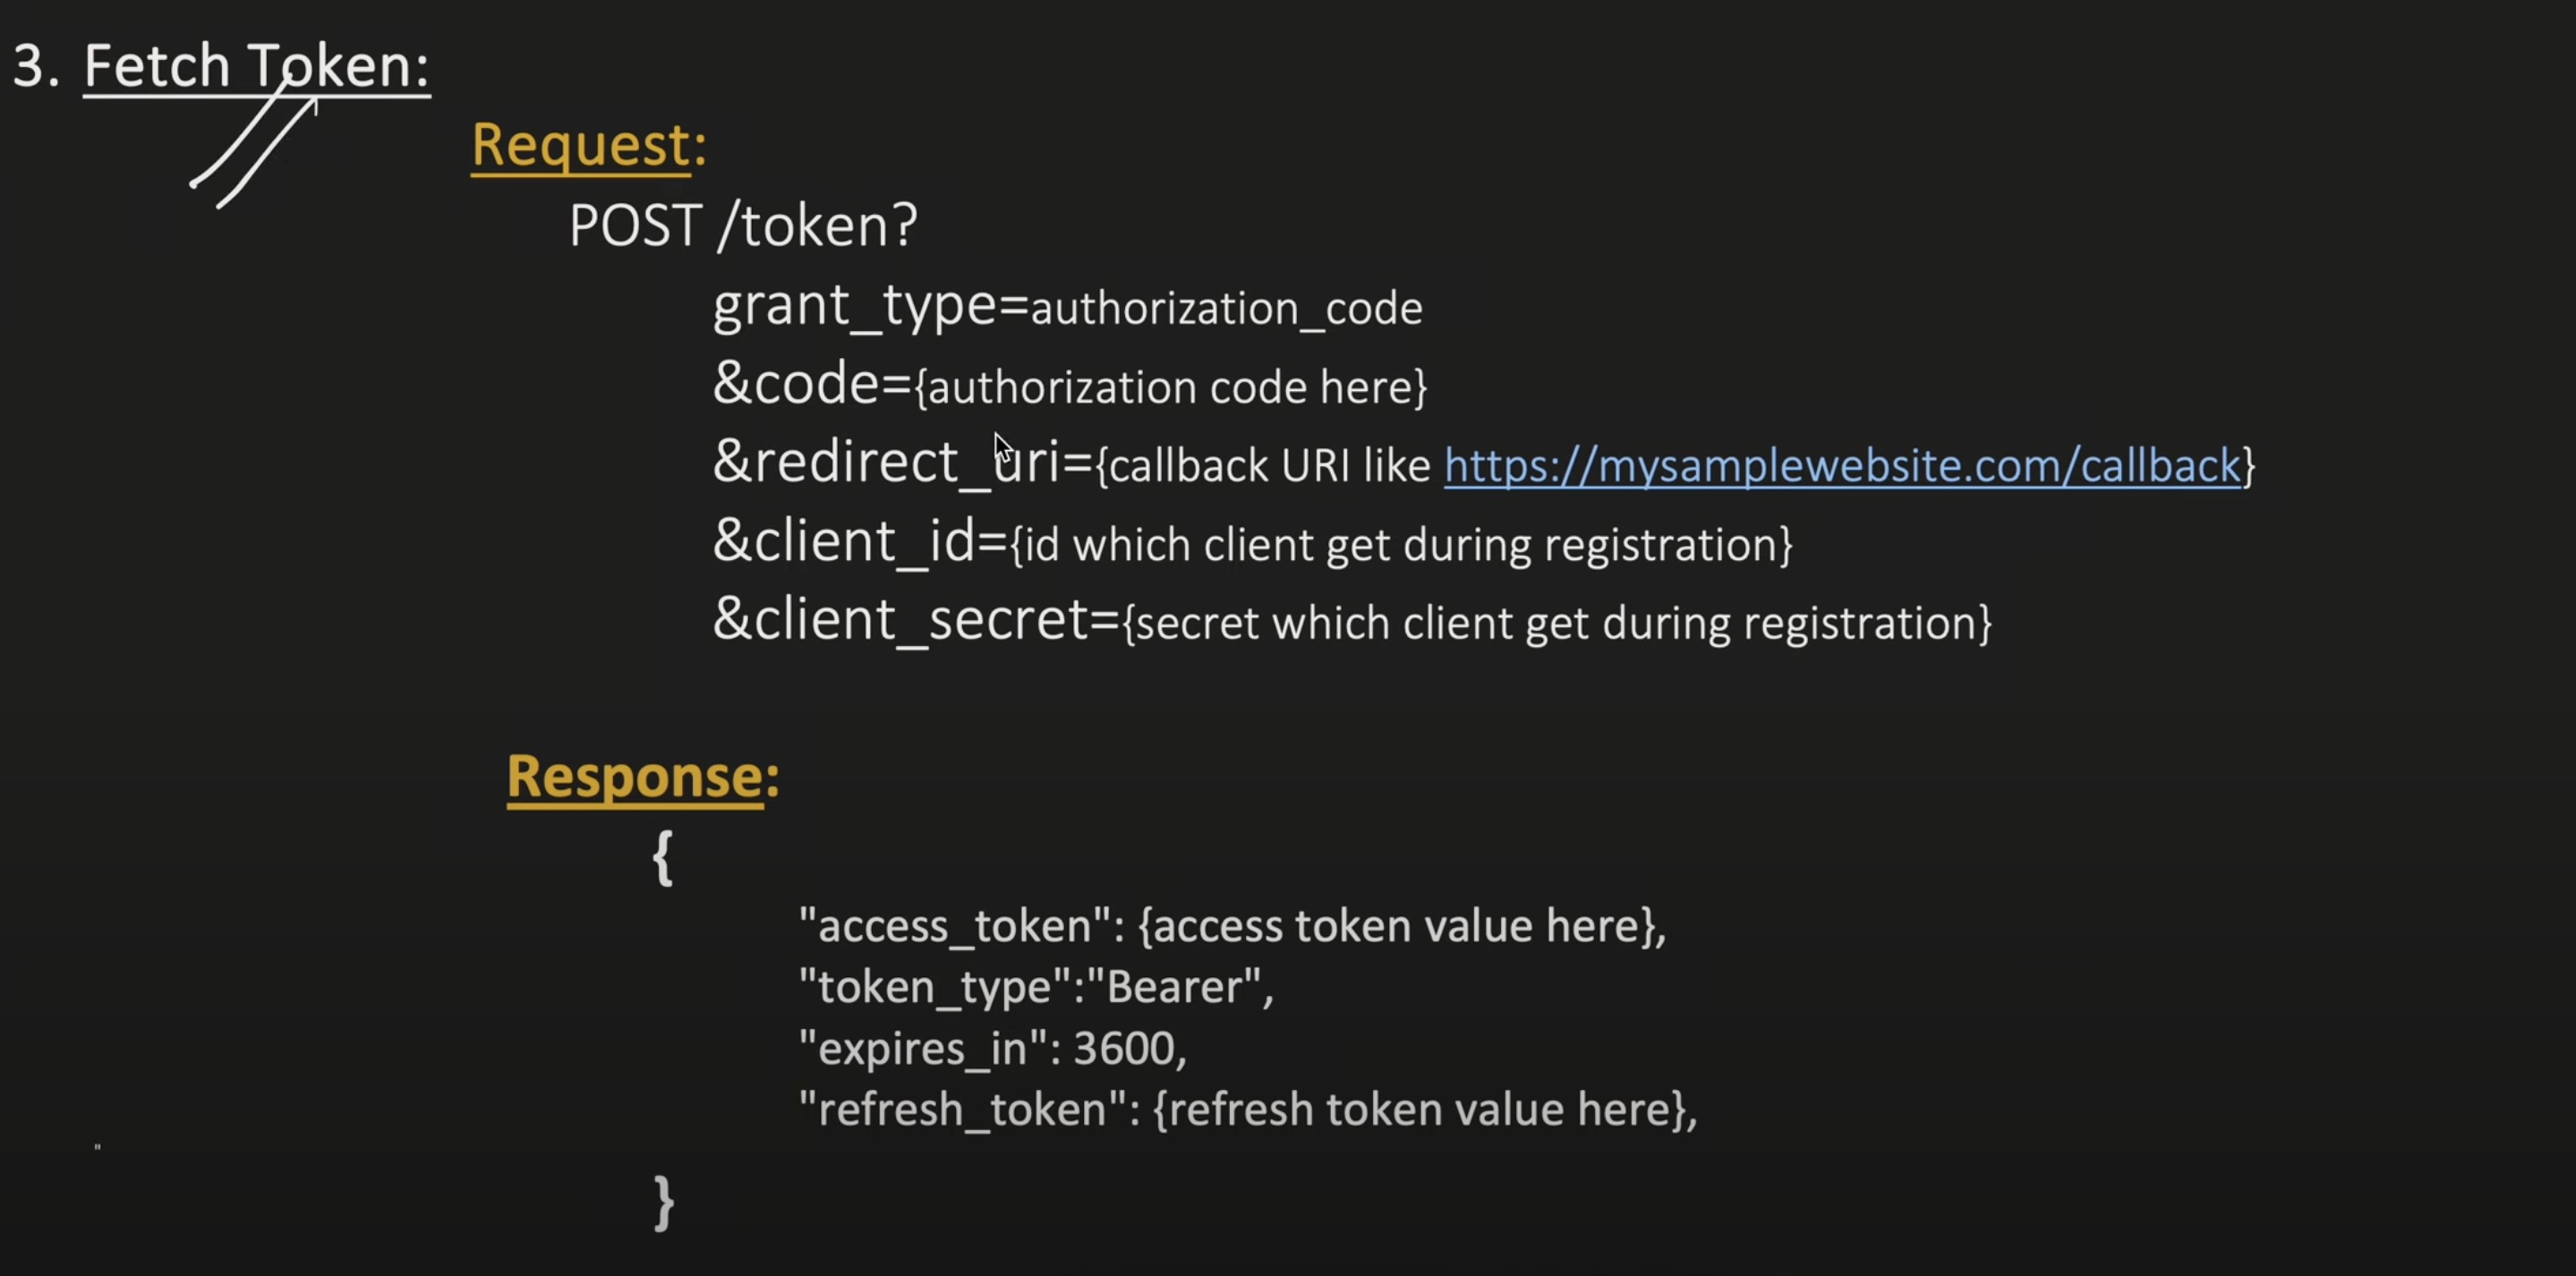 3. Fetch Token:
Request:
POST /token?
grant_type=authorization_code
&code={authorization code here}
&redirect_uri={callback URI like https://mysamplewebsite.com/callback}
&client_id={id which client get during registration}
&client_secret={secret which client get during registration}
Response:
{
"access_token": {access token value here},
"token_type":"Bearer",
"expires_in": 3600,
"refresh_token": {refresh token value here},
"
}